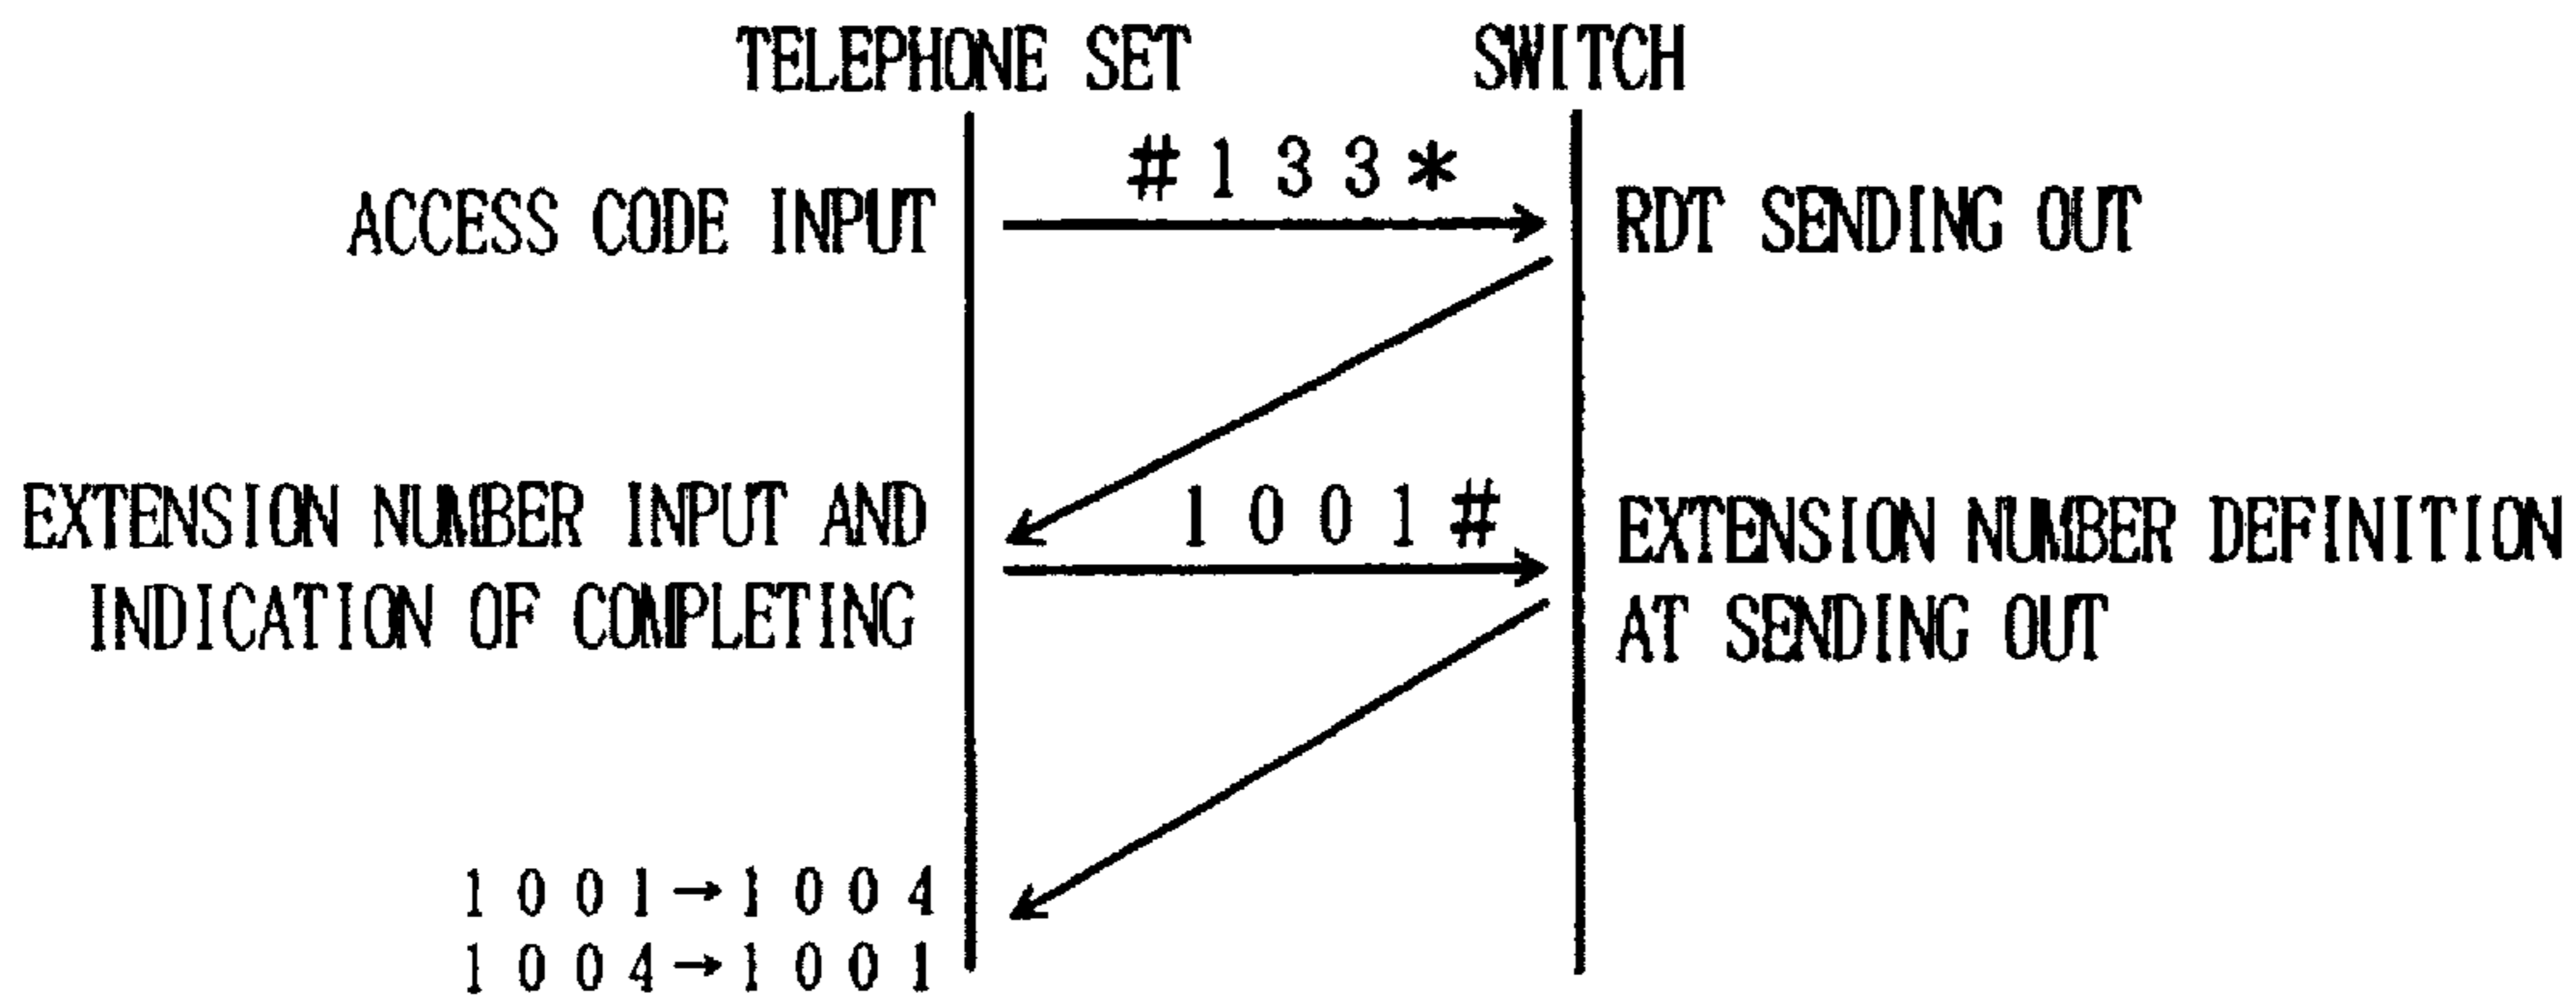 TELEPHONE SET SWITCH
#133*
ACCESS CODE INPUT RDT SENDING OUT
1001#
EXTENSION NUMBER INPUT AND EXTENSION NUMBER DEFINITION
INDICATION OF COMPLETING AT SENDING OUT
1001→1004
1004→1001